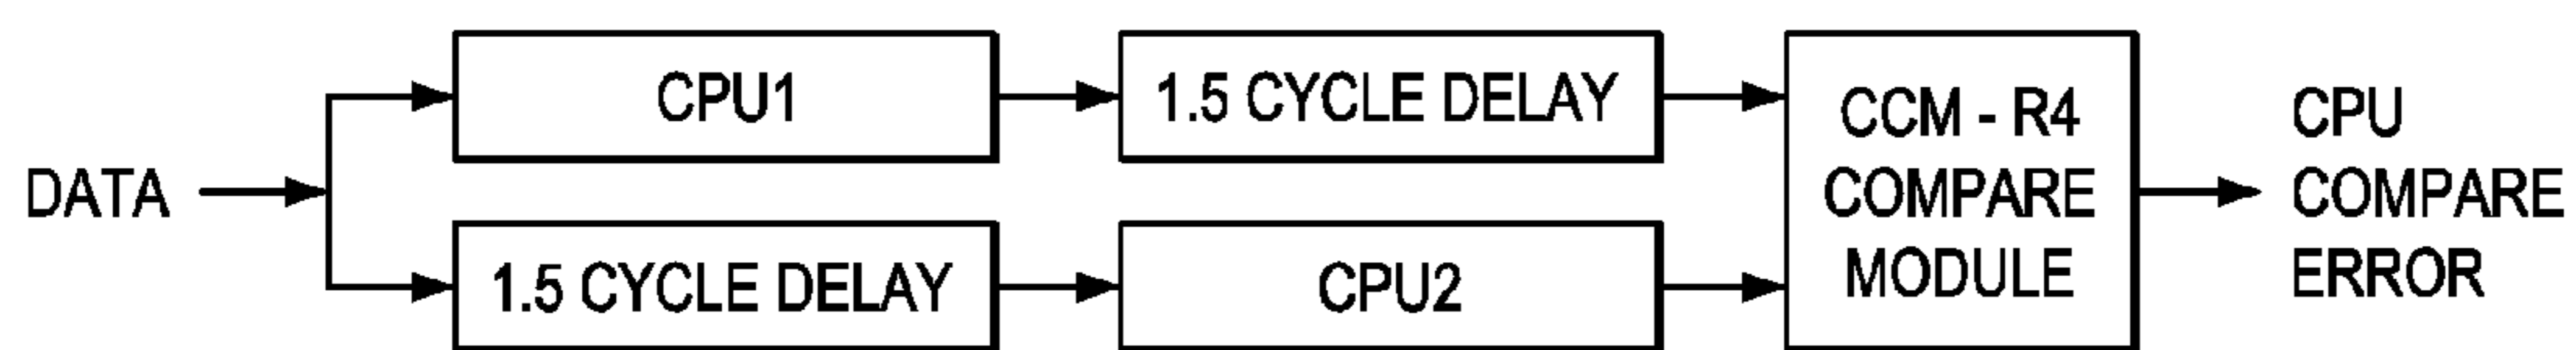 DATA
CPU1
1.5 CYCLE DELAY
1.5 CYCLE DELAY
CPU2
CCM - R4
COMPARE
MODULE
CPU
COMPARE
ERROR